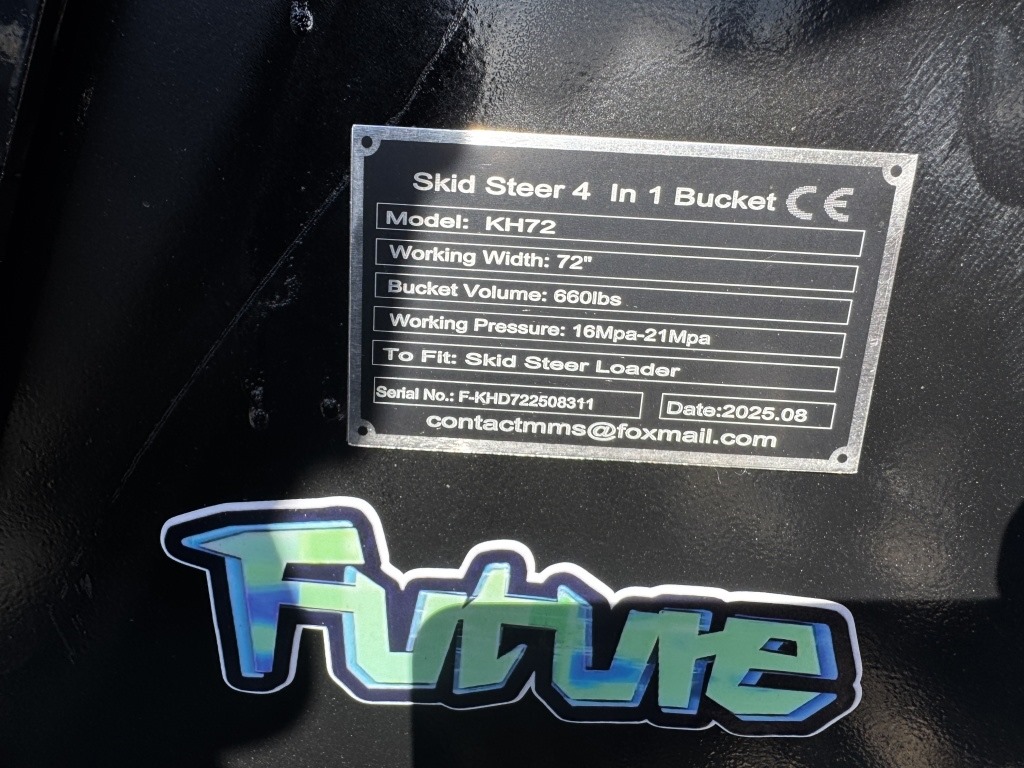 Skid Steer 4 In 1 Bucket CE
Model: KH72
Working Width: 72"
Bucket Volume: 660lbs
Working Pressure: 16Mpa-21Mpa
To Fit: Skid Steer Loader
Serial No.: F-KHD722508311 Date:2025.08
contactmms@foxmail.com
Future